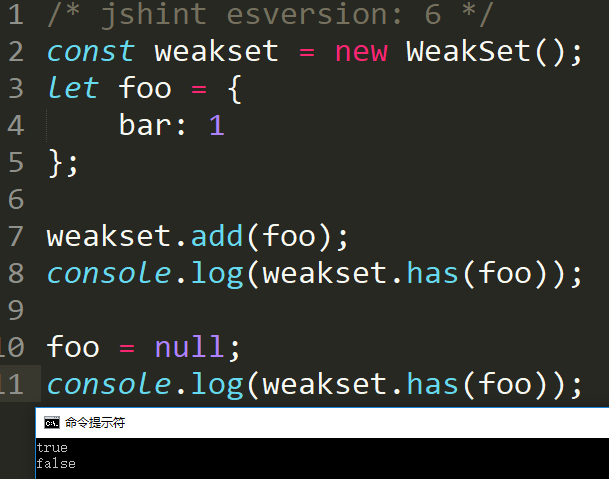 1 /* jshint esversion: 6 */
2 const weakset = new WeakSet();
3 let foo = {
4     bar: 1
5 };
6
7 weakset.add(foo);
8 console.log(weakset.has(foo));
9
10 foo = null;
11 console.log(weakset.has(foo));
C:\. 命令提示符
true
false